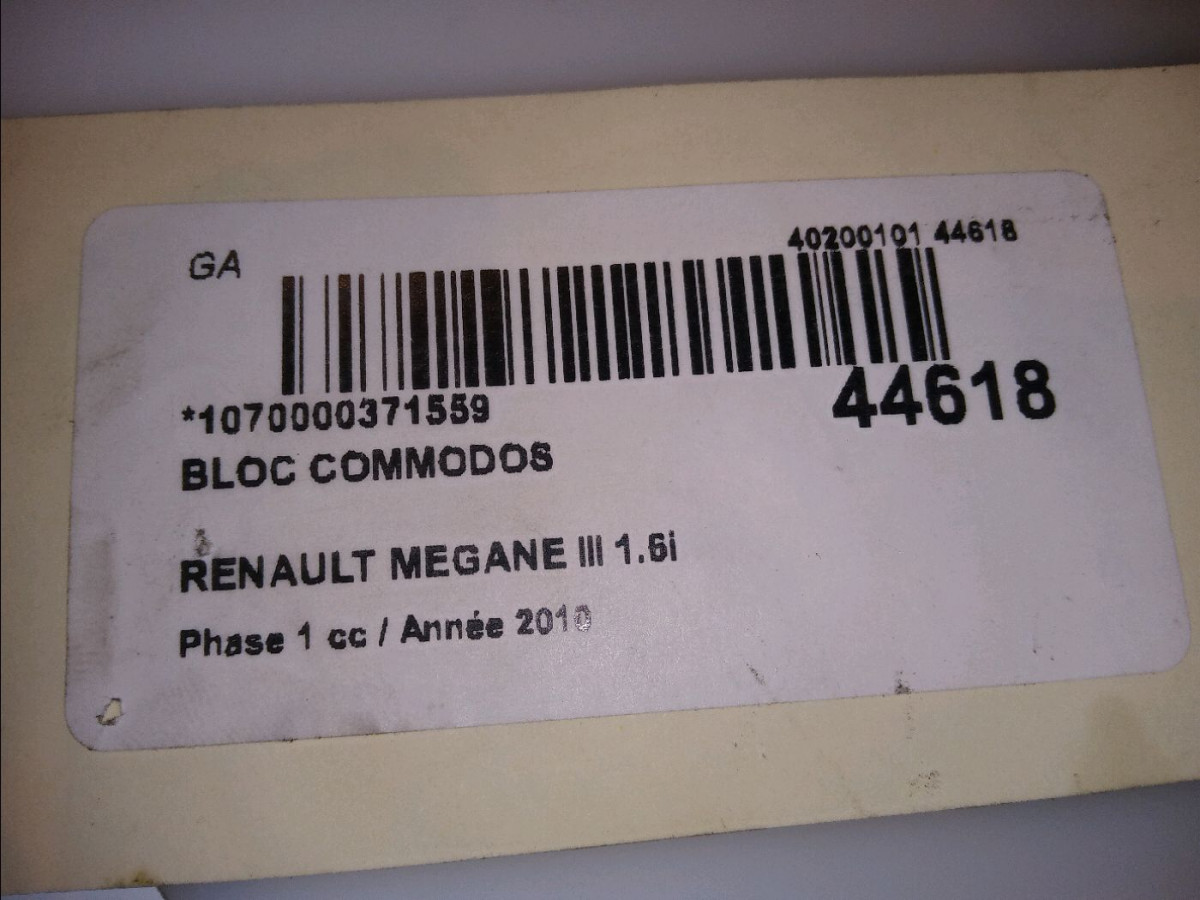 GA
40200101 44618
*1070000371559
44618
BLOC COMMODOS
RENAULT MEGANE III 1.6i
Phase 1 cc / Année 2010